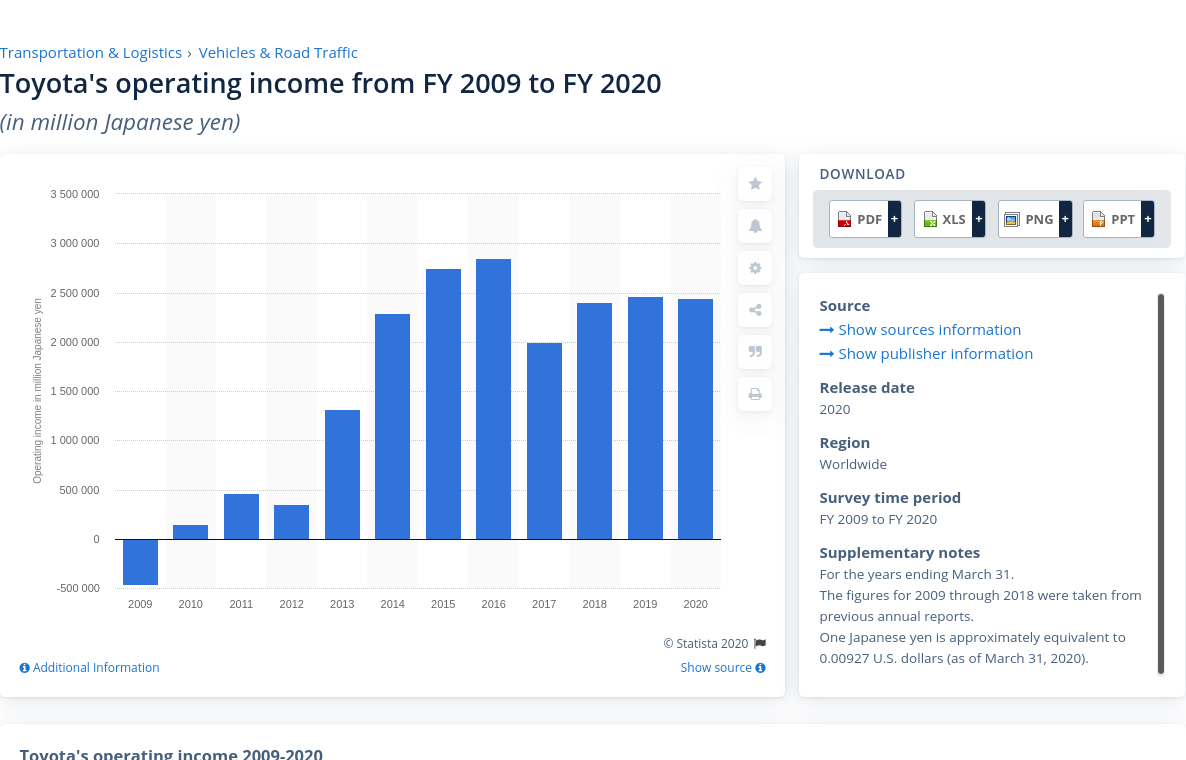 Transportation & Logistics › Vehicles & Road Traffic
Toyota's operating income from FY 2009 to FY 2020
(in million Japanese yen)
Operating income in million Japanese yen
3 500 000
3 000 000
2 500 000
2 000 000
1 500 000
1 000 000
500 000
0
-500 000
2009 2010 2011 2012 2013 2014 2015 2016 2017 2018 2019 2020
© Statista 2020
Additional Information
Show source
DOWNLOAD
PDF + XLS + PNG + PPT +
Source
Show sources information
Show publisher information
Release date
2020
Region
Worldwide
Survey time period
FY 2009 to FY 2020
Supplementary notes
For the years ending March 31.
The figures for 2009 through 2018 were taken from
previous annual reports.
One Japanese yen is approximately equivalent to
0.00927 U.S. dollars (as of March 31, 2020).
Toyota's operating income 2009-2020